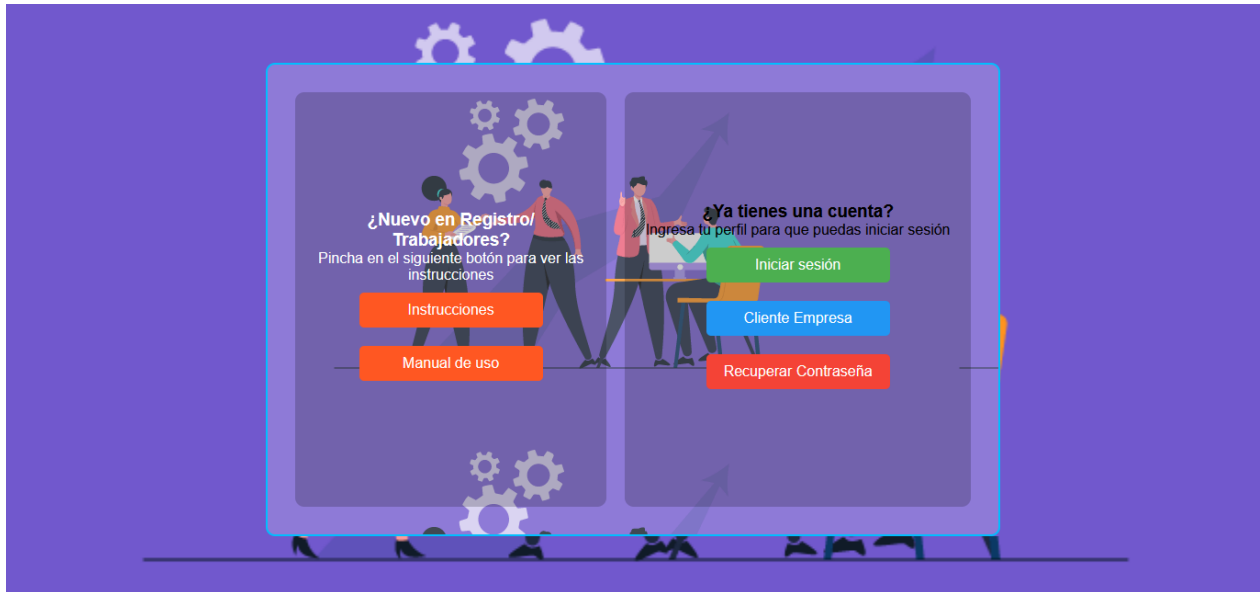 ¿Nuevo en Registro/
Trabajadores?
Pincha en el siguiente botón para ver las
instrucciones
Instrucciones
Manual de uso
¿Ya tienes una cuenta?
Ingresa tu perfil para que puedas iniciar sesión
Iniciar sesión
Cliente Empresa
Recuperar Contraseña